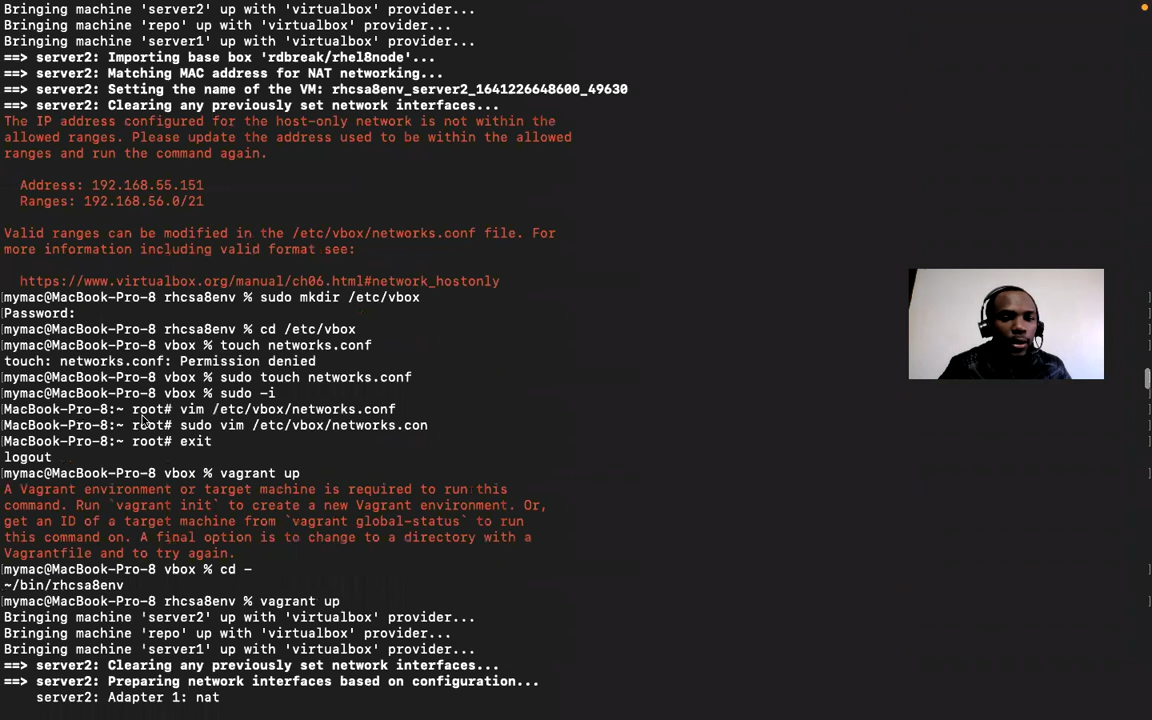 Bringing machine 'server2' up with 'virtualbox' provider...
Bringing machine 'repo' up with 'virtualbox' provider...
Bringing machine 'server1' up with 'virtualbox' provider...
==> server2: Importing base box 'rdbreak/rhel8node'...
==> server2: Matching MAC address for NAT networking...
==> server2: Setting the name of the VM: rhcsa8env_server2_1641226648600_49630
==> server2: Clearing any previously set network interfaces...
The IP address configured for the host-only network is not within the
allowed ranges. Please update the address used to be within the allowed
ranges and run the command again.
Address: 192.168.55.151
Ranges: 192.168.56.0/21
Valid ranges can be modified in the /etc/vbox/networks.conf file. For
more information including valid format see:
https://www.virtualbox.org/manual/ch06.html#network_hostonly
mymac@MacBook-Pro-8 rhcsa8env % sudo mkdir /etc/vbox
Password:
mymac@MacBook-Pro-8 rhcsa8env % cd /etc/vbox
mymac@MacBook-Pro-8 vbox % touch networks.conf
touch: networks.conf: Permission denied
mymac@MacBook-Pro-8 vbox % sudo touch networks.conf
mymac@MacBook-Pro-8 vbox % sudo -i
MacBook-Pro-8:~ root# vim /etc/vbox/networks.conf
MacBook-Pro-8:~ root# sudo vim /etc/vbox/networks.con
MacBook-Pro-8:~ root# exit
logout
mymac@MacBook-Pro-8 vbox % vagrant up
A Vagrant environment or target machine is required to run this
command. Run `vagrant init` to create a new Vagrant environment. Or,
get an ID of a target machine from `vagrant global-status` to run
this command on. A final option is to change to a directory with a
Vagrantfile and to try again.
mymac@MacBook-Pro-8 vbox % cd -
~/bin/rhcsa8env
mymac@MacBook-Pro-8 rhcsa8env % vagrant up
Bringing machine 'server2' up with 'virtualbox' provider...
Bringing machine 'repo' up with 'virtualbox' provider...
Bringing machine 'server1' up with 'virtualbox' provider...
==> server2: Clearing any previously set network interfaces...
==> server2: Preparing network interfaces based on configuration...
server2: Adapter 1: nat